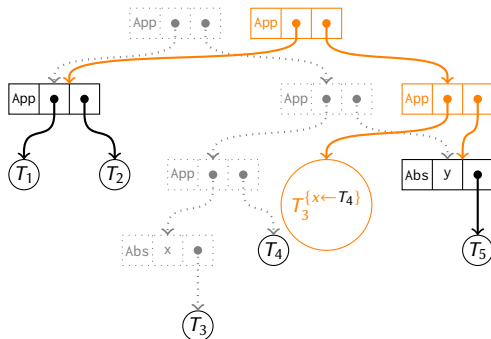 App App
App App App
T1 T2 App T3{x←T4} Abs y
Abs x T4 T5
T3